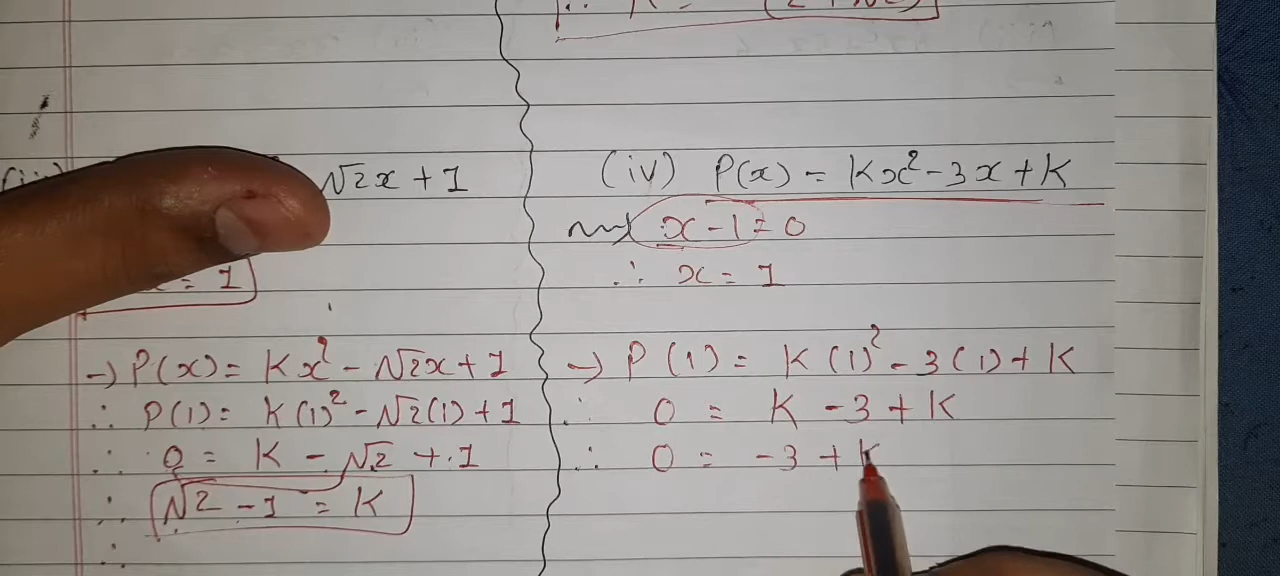 √2x + 1
x = 1
→ P(x) = Kx² - √2x + 1
∴ P(1) = K(1)² - √2(1) + 1
∴ 0 = K - √2 + 1
∴ √2 - 1 = K
∴
(iv) P(x) = Kx² - 3x + K
x - 1 = 0
∴ x = 1
→ P(1) = K(1)² - 3(1) + K
∴ 0 = K - 3 + K
∴ 0 = -3 + K